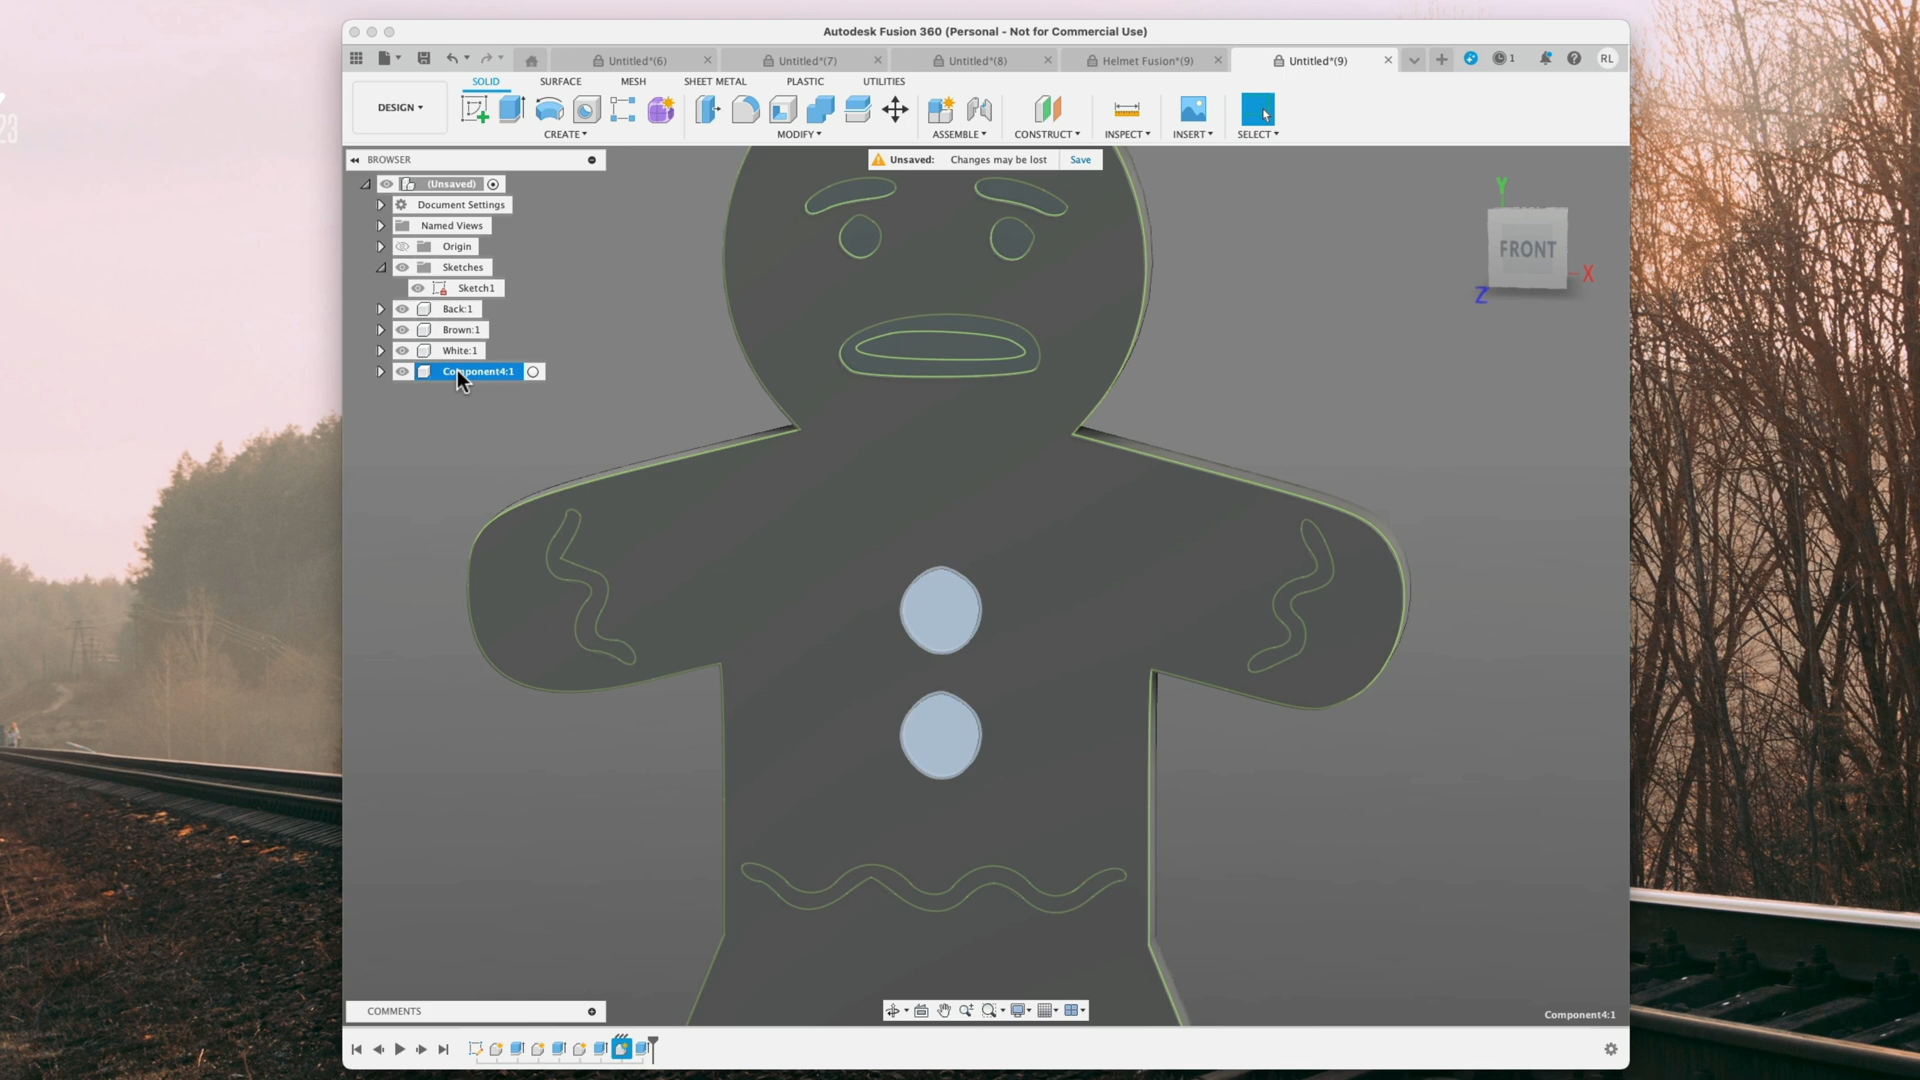 23
Autodesk Fusion 360 (Personal - Not for Commercial Use)
Untitled*(6)
Untitled*(7)
Untitled*(8)
Helmet Fusion*(9)
Untitled*(9)
1
RL
DESIGN
SOLID
SURFACE
MESH
SHEET METAL
PLASTIC
UTILITIES
CREATE
MODIFY
ASSEMBLE
CONSTRUCT
INSPECT
INSERT
SELECT
BROWSER
Unsaved: Changes may be lost Save
(Unsaved)
Document Settings
Named Views
Origin
Sketches
Sketch1
Back:1
Brown:1
White:1
Component4:1
Y
FRONT
X
Z
COMMENTS
Component4:1